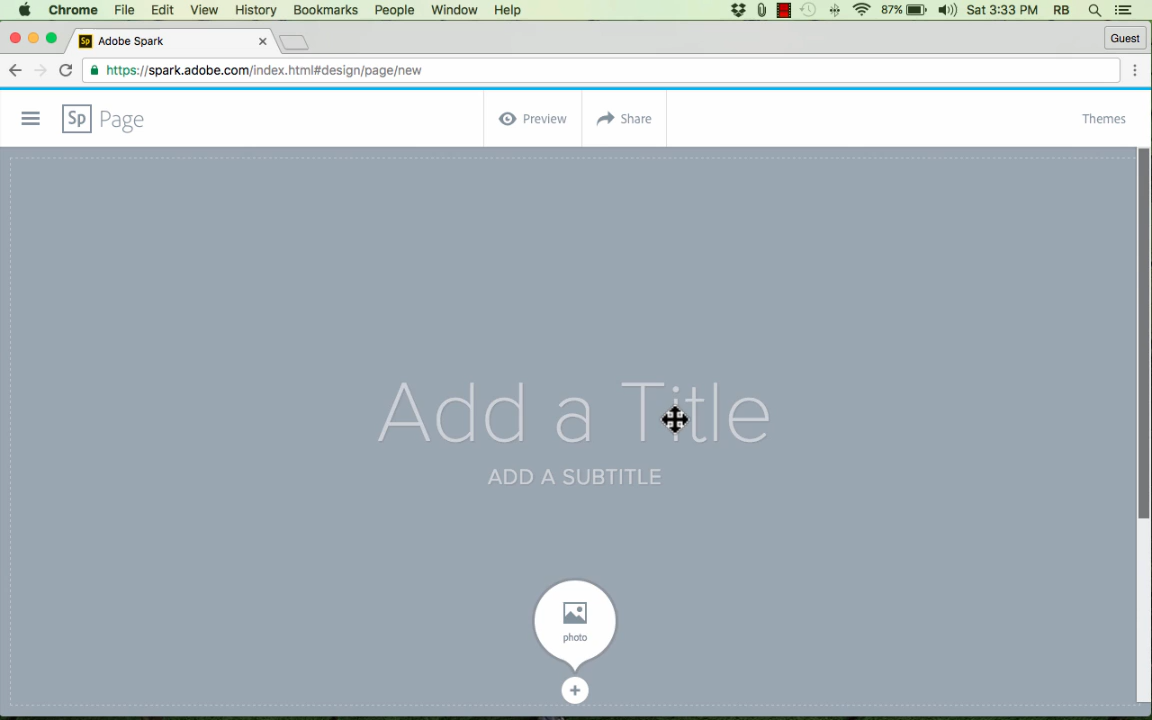 Chrome File Edit View History Bookmarks People Window Help 87% Sat 3:33 PM RB
Sp Adobe Spark Guest
https://spark.adobe.com/index.html#design/page/new
Sp Page Preview Share Themes
Add a Title
ADD A SUBTITLE
photo